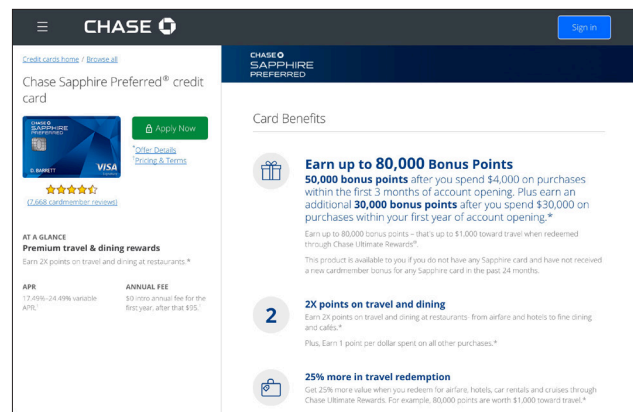 CHASE
Sign in
Credit cards home / Browse all
Chase Sapphire Preferred® credit
card
CHASE
SAPPHIRE
PREFERRED
D. BARRETT
VISA
Apply Now
*Offer Details
†Pricing & Terms
(7,668 cardmember reviews)
AT A GLANCE
Premium travel & dining rewards
Earn 2X points on travel and dining at restaurants.*
APR
17.49%–24.49% variable
APR.†
ANNUAL FEE
$0 intro annual fee for the
first year, after that $95.†
CHASE
SAPPHIRE
PREFERRED
Card Benefits
Earn up to 80,000 Bonus Points
50,000 bonus points after you spend $4,000 on purchases
within the first 3 months of account opening. Plus earn an
additional 30,000 bonus points after you spend $30,000 on
purchases within your first year of account opening.*
Earn up to 80,000 bonus points – that's up to $1,000 toward travel when redeemed
through Chase Ultimate Rewards®.
This product is available to you if you do not have any Sapphire card and have not received
a new cardmember bonus for any Sapphire card in the past 24 months.
2
2X points on travel and dining
Earn 2X points on travel and dining at restaurants- from airfare and hotels to fine dining
and cafés.*
Plus, Earn 1 point per dollar spent on all other purchases.*
25% more in travel redemption
Get 25% more value when you redeem for airfare, hotels, car rentals and cruises through
Chase Ultimate Rewards. For example, 80,000 points are worth $1,000 toward travel.*